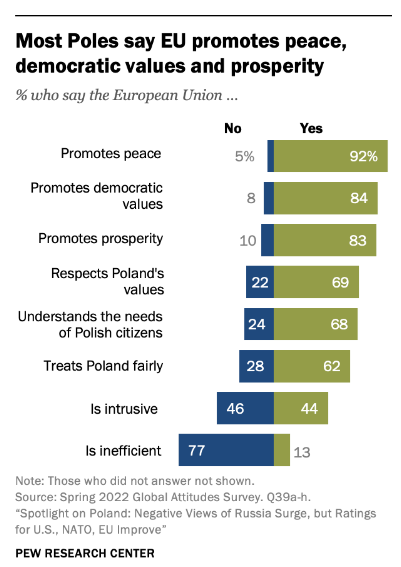 Most Poles say EU promotes peace,
democratic values and prosperity
% who say the European Union ...
No Yes
Promotes peace 5% 92%
Promotes democratic
values 8 84
Promotes prosperity 10 83
Respects Poland's
values 22 69
Understands the needs
of Polish citizens 24 68
Treats Poland fairly 28 62
Is intrusive 46 44
Is inefficient 77 13
Note: Those who did not answer not shown.
Source: Spring 2022 Global Attitudes Survey. Q39a-h.
“Spotlight on Poland: Negative Views of Russia Surge, but Ratings
for U.S., NATO, EU Improve”
PEW RESEARCH CENTER